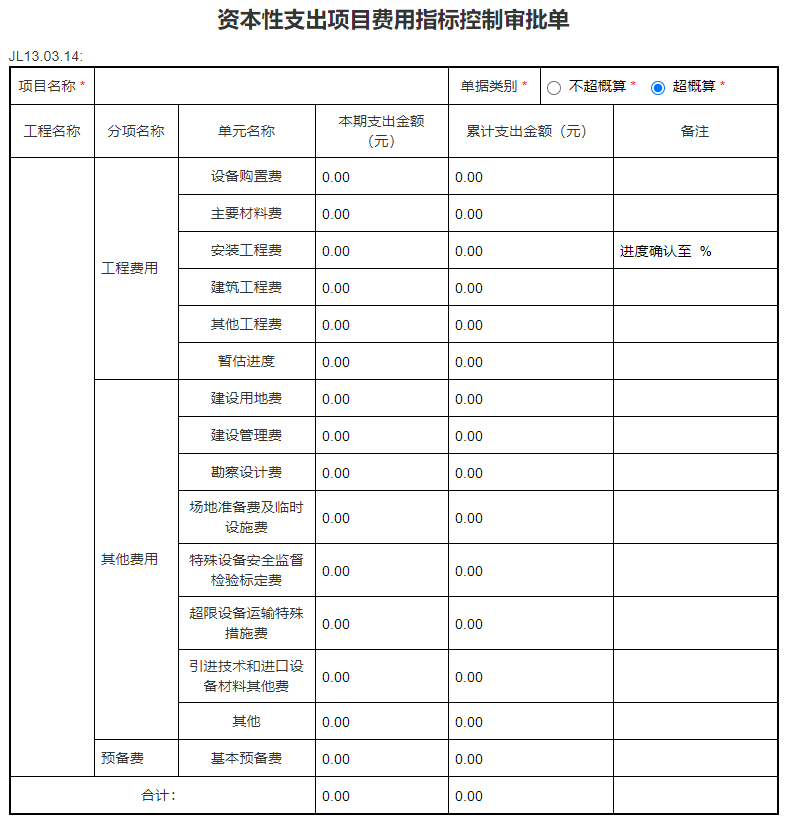 资本性支出项目费用指标控制审批单
JL13.03.14:
项目名称 * 单据类别 * 不超概算 * 超概算 *
工程名称 分项名称 单元名称 本期支出金额
（元） 累计支出金额（元） 备注
工程费用
设备购置费 0.00 0.00
主要材料费 0.00 0.00
安装工程费 0.00 0.00 进度确认至 %
建筑工程费 0.00 0.00
其他工程费 0.00 0.00
暂估进度 0.00 0.00
其他费用
建设用地费 0.00 0.00
建设管理费 0.00 0.00
勘察设计费 0.00 0.00
场地准备费及临时
设施费 0.00 0.00
特殊设备安全监督
检验标定费 0.00 0.00
超限设备运输特殊
措施费 0.00 0.00
引进技术和进口设
备材料其他费 0.00 0.00
其他 0.00 0.00
预备费 基本预备费 0.00 0.00
合计： 0.00 0.00